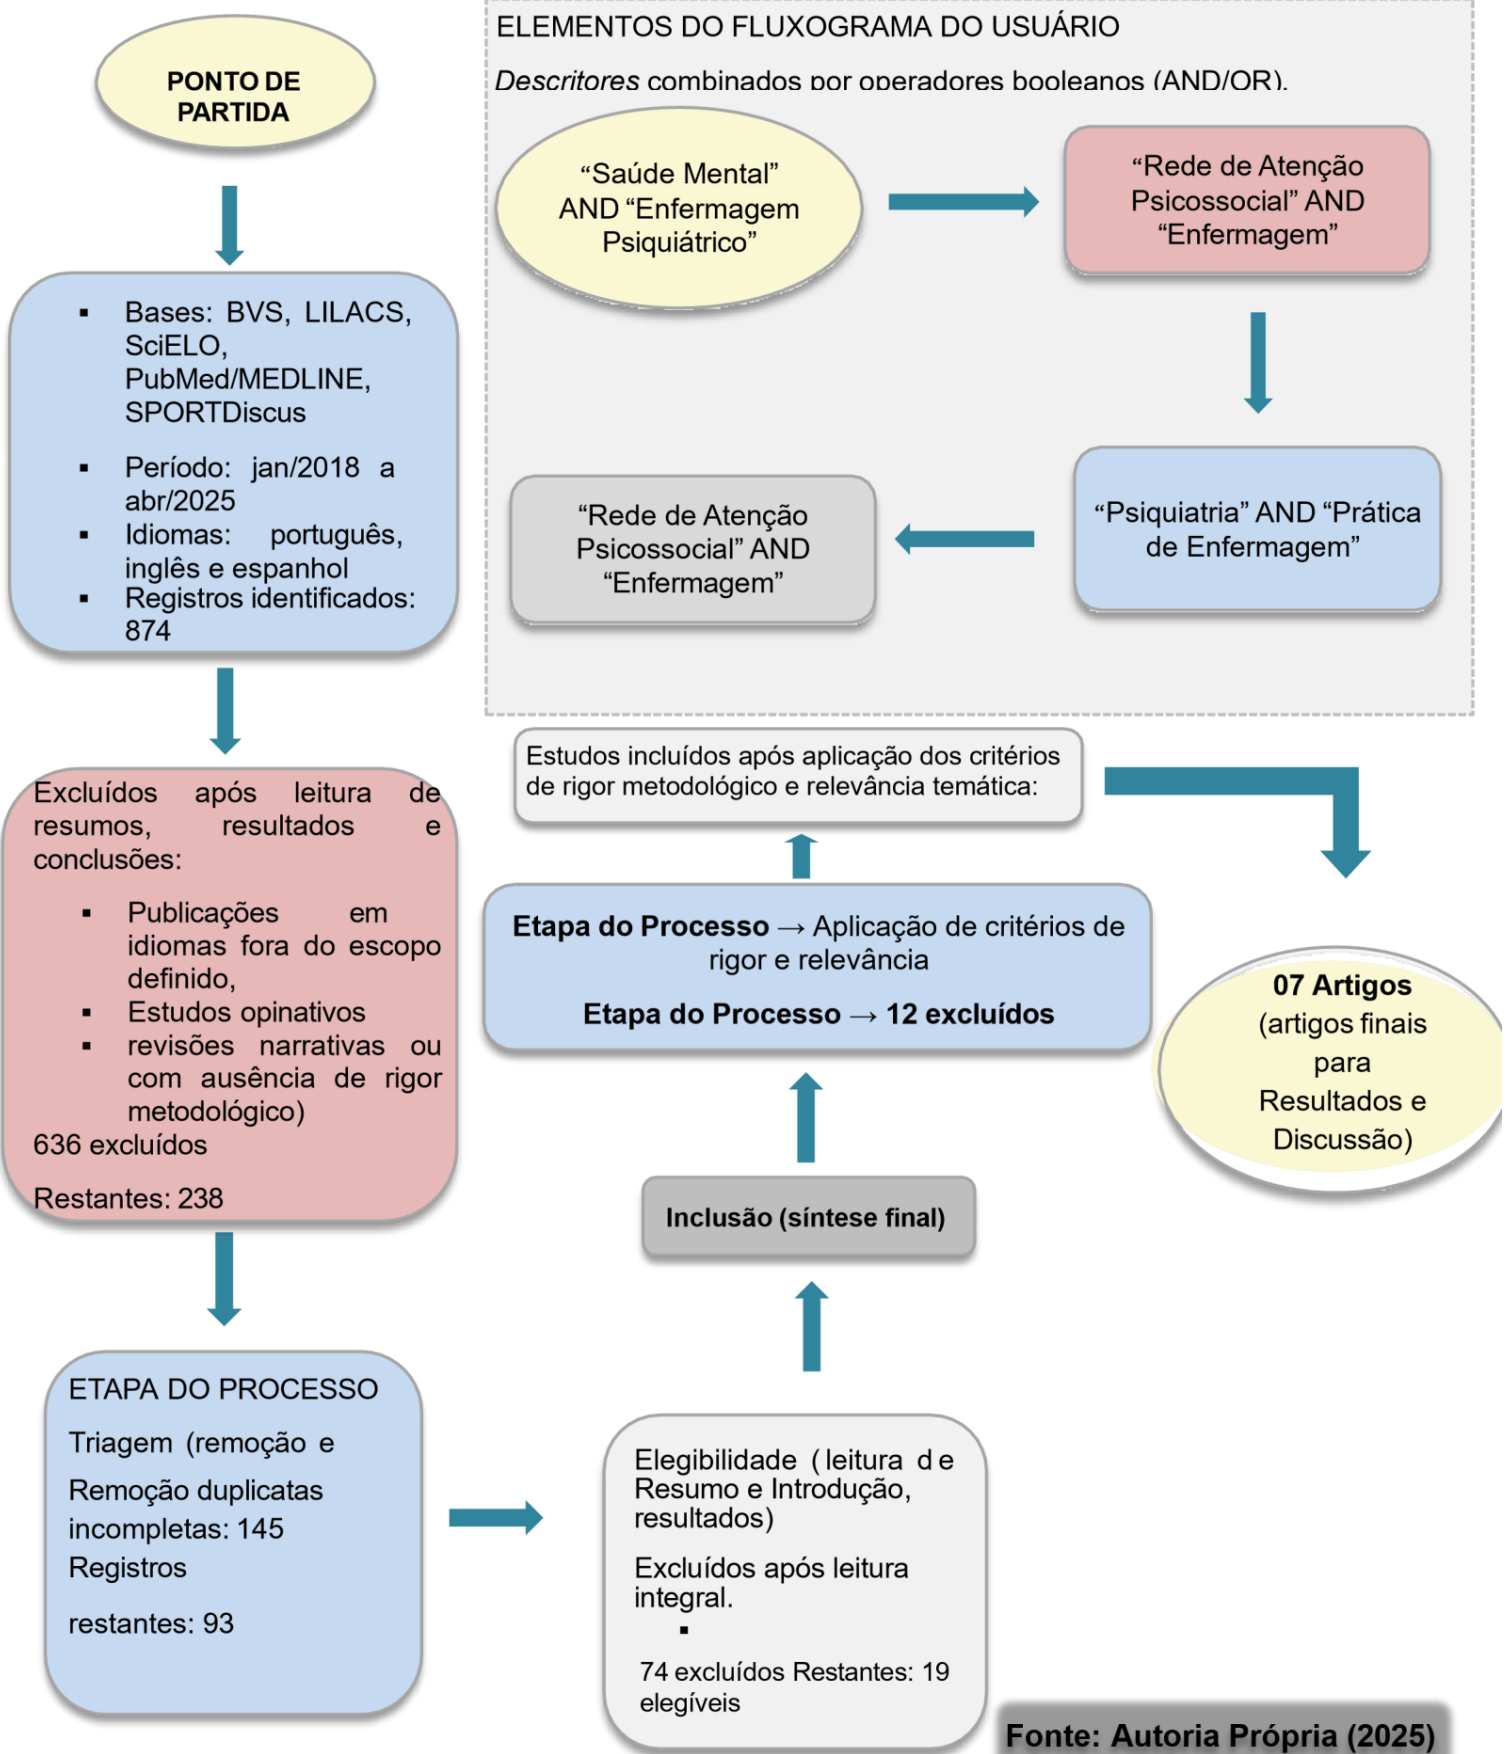 PONTO DE
PARTIDA
▪ Bases: BVS, LILACS,
SciELO,
PubMed/MEDLINE,
SPORTDiscus
▪ Período: jan/2018 a
abr/2025
▪ Idiomas: português,
inglês e espanhol
▪ Registros identificados:
874
Excluídos após leitura de
resumos, resultados e
conclusões:
▪ Publicações em
idiomas fora do escopo
definido,
▪ Estudos opinativos
▪ revisões narrativas ou
com ausência de rigor
metodológico)
636 excluídos
Restantes: 238
ETAPA DO PROCESSO
Triagem (remoção e
Remoção duplicatas
incompletas: 145
Registros
restantes: 93
ELEMENTOS DO FLUXOGRAMA DO USUÁRIO
Descritores combinados por operadores booleanos (AND/OR).
“Saúde Mental”
AND “Enfermagem
Psiquiátrico”
“Rede de Atenção
Psicossocial” AND
“Enfermagem”
“Psiquiatria” AND “Prática
de Enfermagem”
“Rede de Atenção
Psicossocial” AND
“Enfermagem”
Estudos incluídos após aplicação dos critérios
de rigor metodológico e relevância temática:
Etapa do Processo → Aplicação de critérios de
rigor e relevância
Etapa do Processo → 12 excluídos
Inclusão (síntese final)
Elegibilidade (leitura de
Resumo e Introdução,
resultados)
Excluídos após leitura
integral.
▪
74 excluídos Restantes: 19
elegíveis
07 Artigos
(artigos finais
para
Resultados e
Discussão)
Fonte: Autoria Própria (2025)